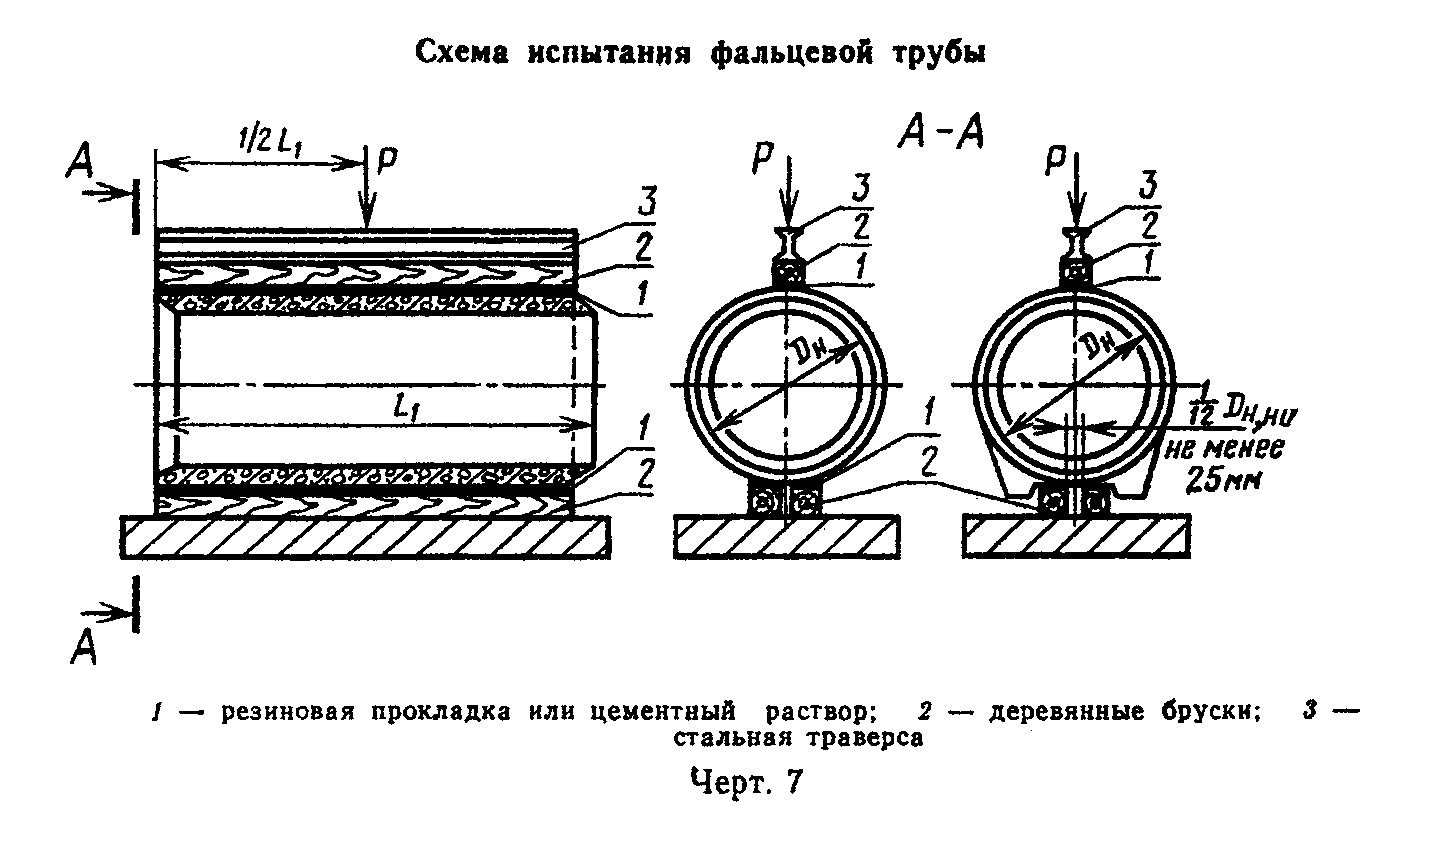 Схема испытания фальцевой трубы
А-А
А
1/2 L₁
P
3
2
1
L₁
1
2
А
P
3
2
1
Dн
1
2
P
3
2
1
Dн
1/12 Dн, но
не менее
25мм
1 — резиновая прокладка или цементный раствор; 2 — деревянные бруски; 3 —
стальная траверса
Черт. 7